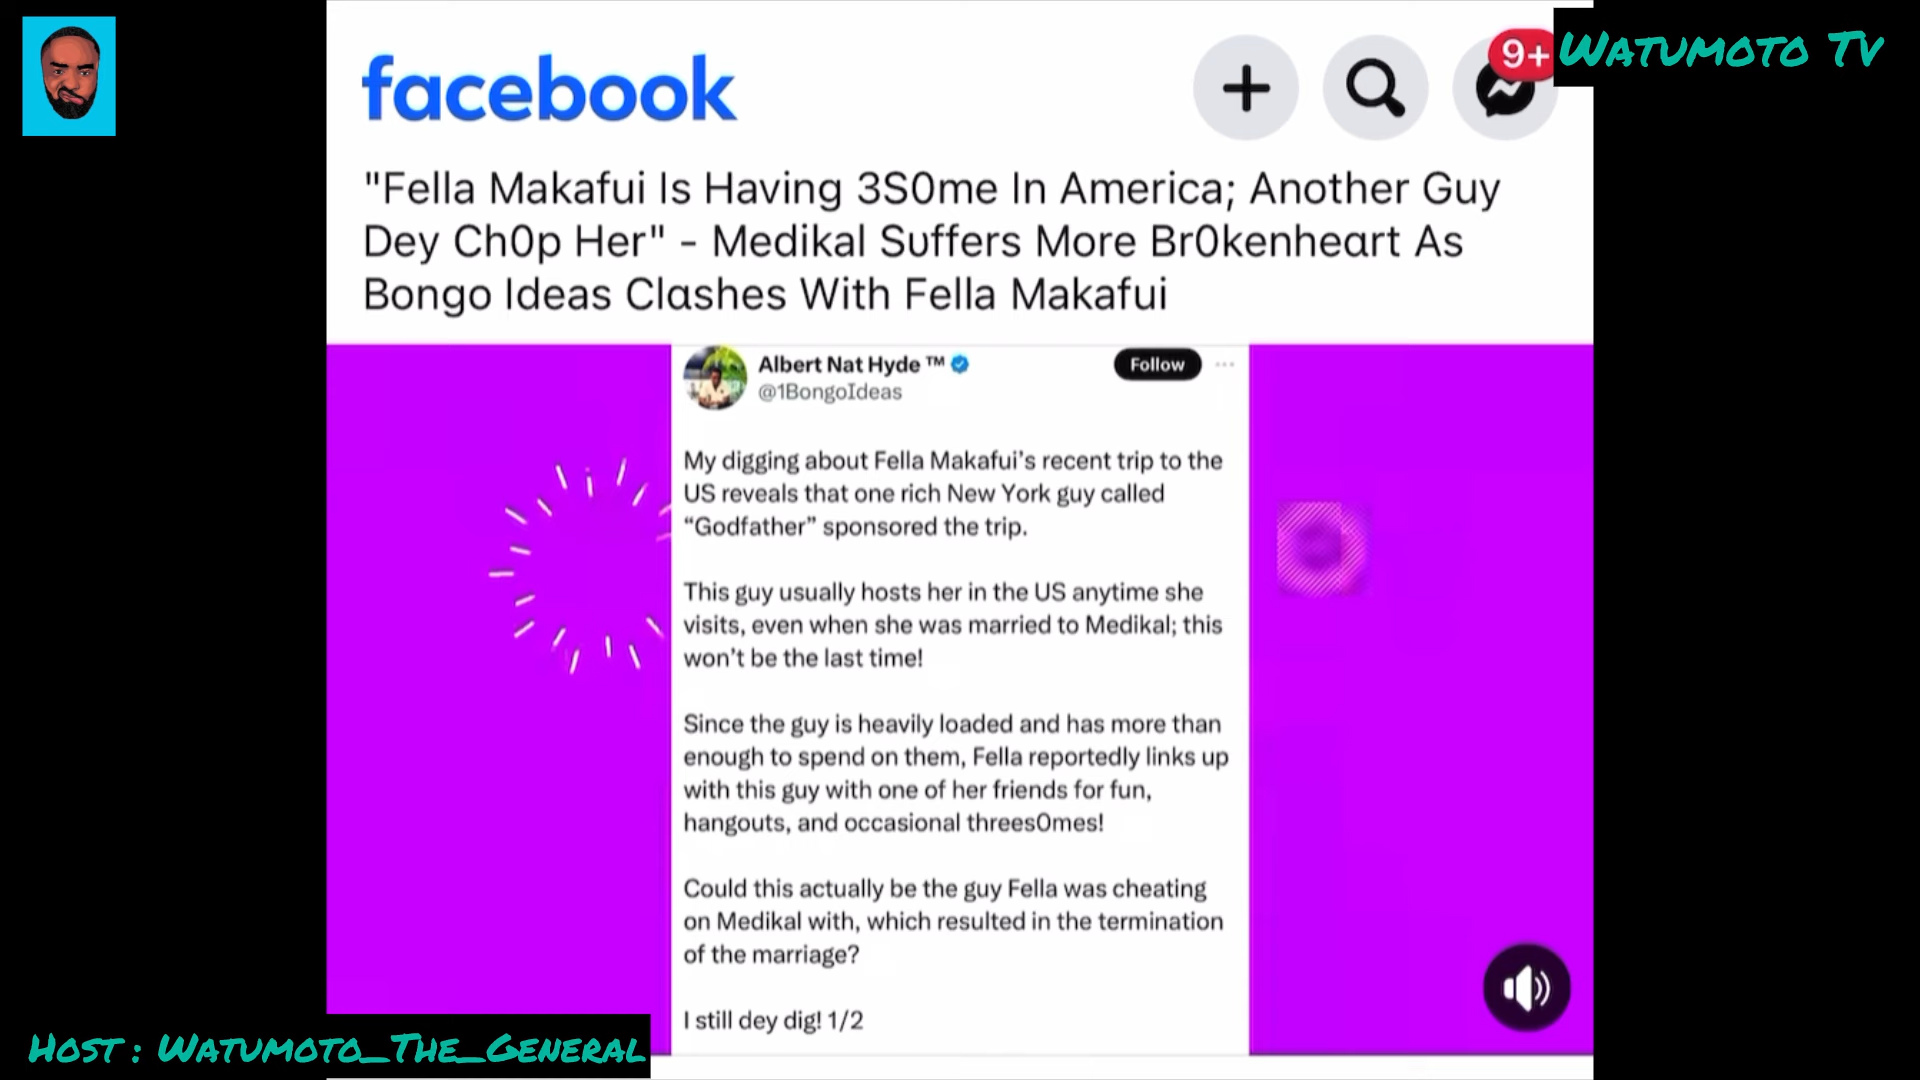 facebook
9+
Watumoto Tv
"Fella Makafui Is Having 3S0me In America; Another Guy
Dey Ch0p Her" - Medikal Suffers More Br0kenheart As
Bongo Ideas Clashes With Fella Makafui
Albert Nat Hyde ™
Follow
@1BongoIdeas
My digging about Fella Makafui's recent trip to the
US reveals that one rich New York guy called
“Godfather” sponsored the trip.
This guy usually hosts her in the US anytime she
visits, even when she was married to Medikal; this
won't be the last time!
Since the guy is heavily loaded and has more than
enough to spend on them, Fella reportedly links up
with this guy with one of her friends for fun,
hangouts, and occasional threes0mes!
Could this actually be the guy Fella was cheating
on Medikal with, which resulted in the termination
of the marriage?
I still dey dig! 1/2
Host : Watumoto_The_General